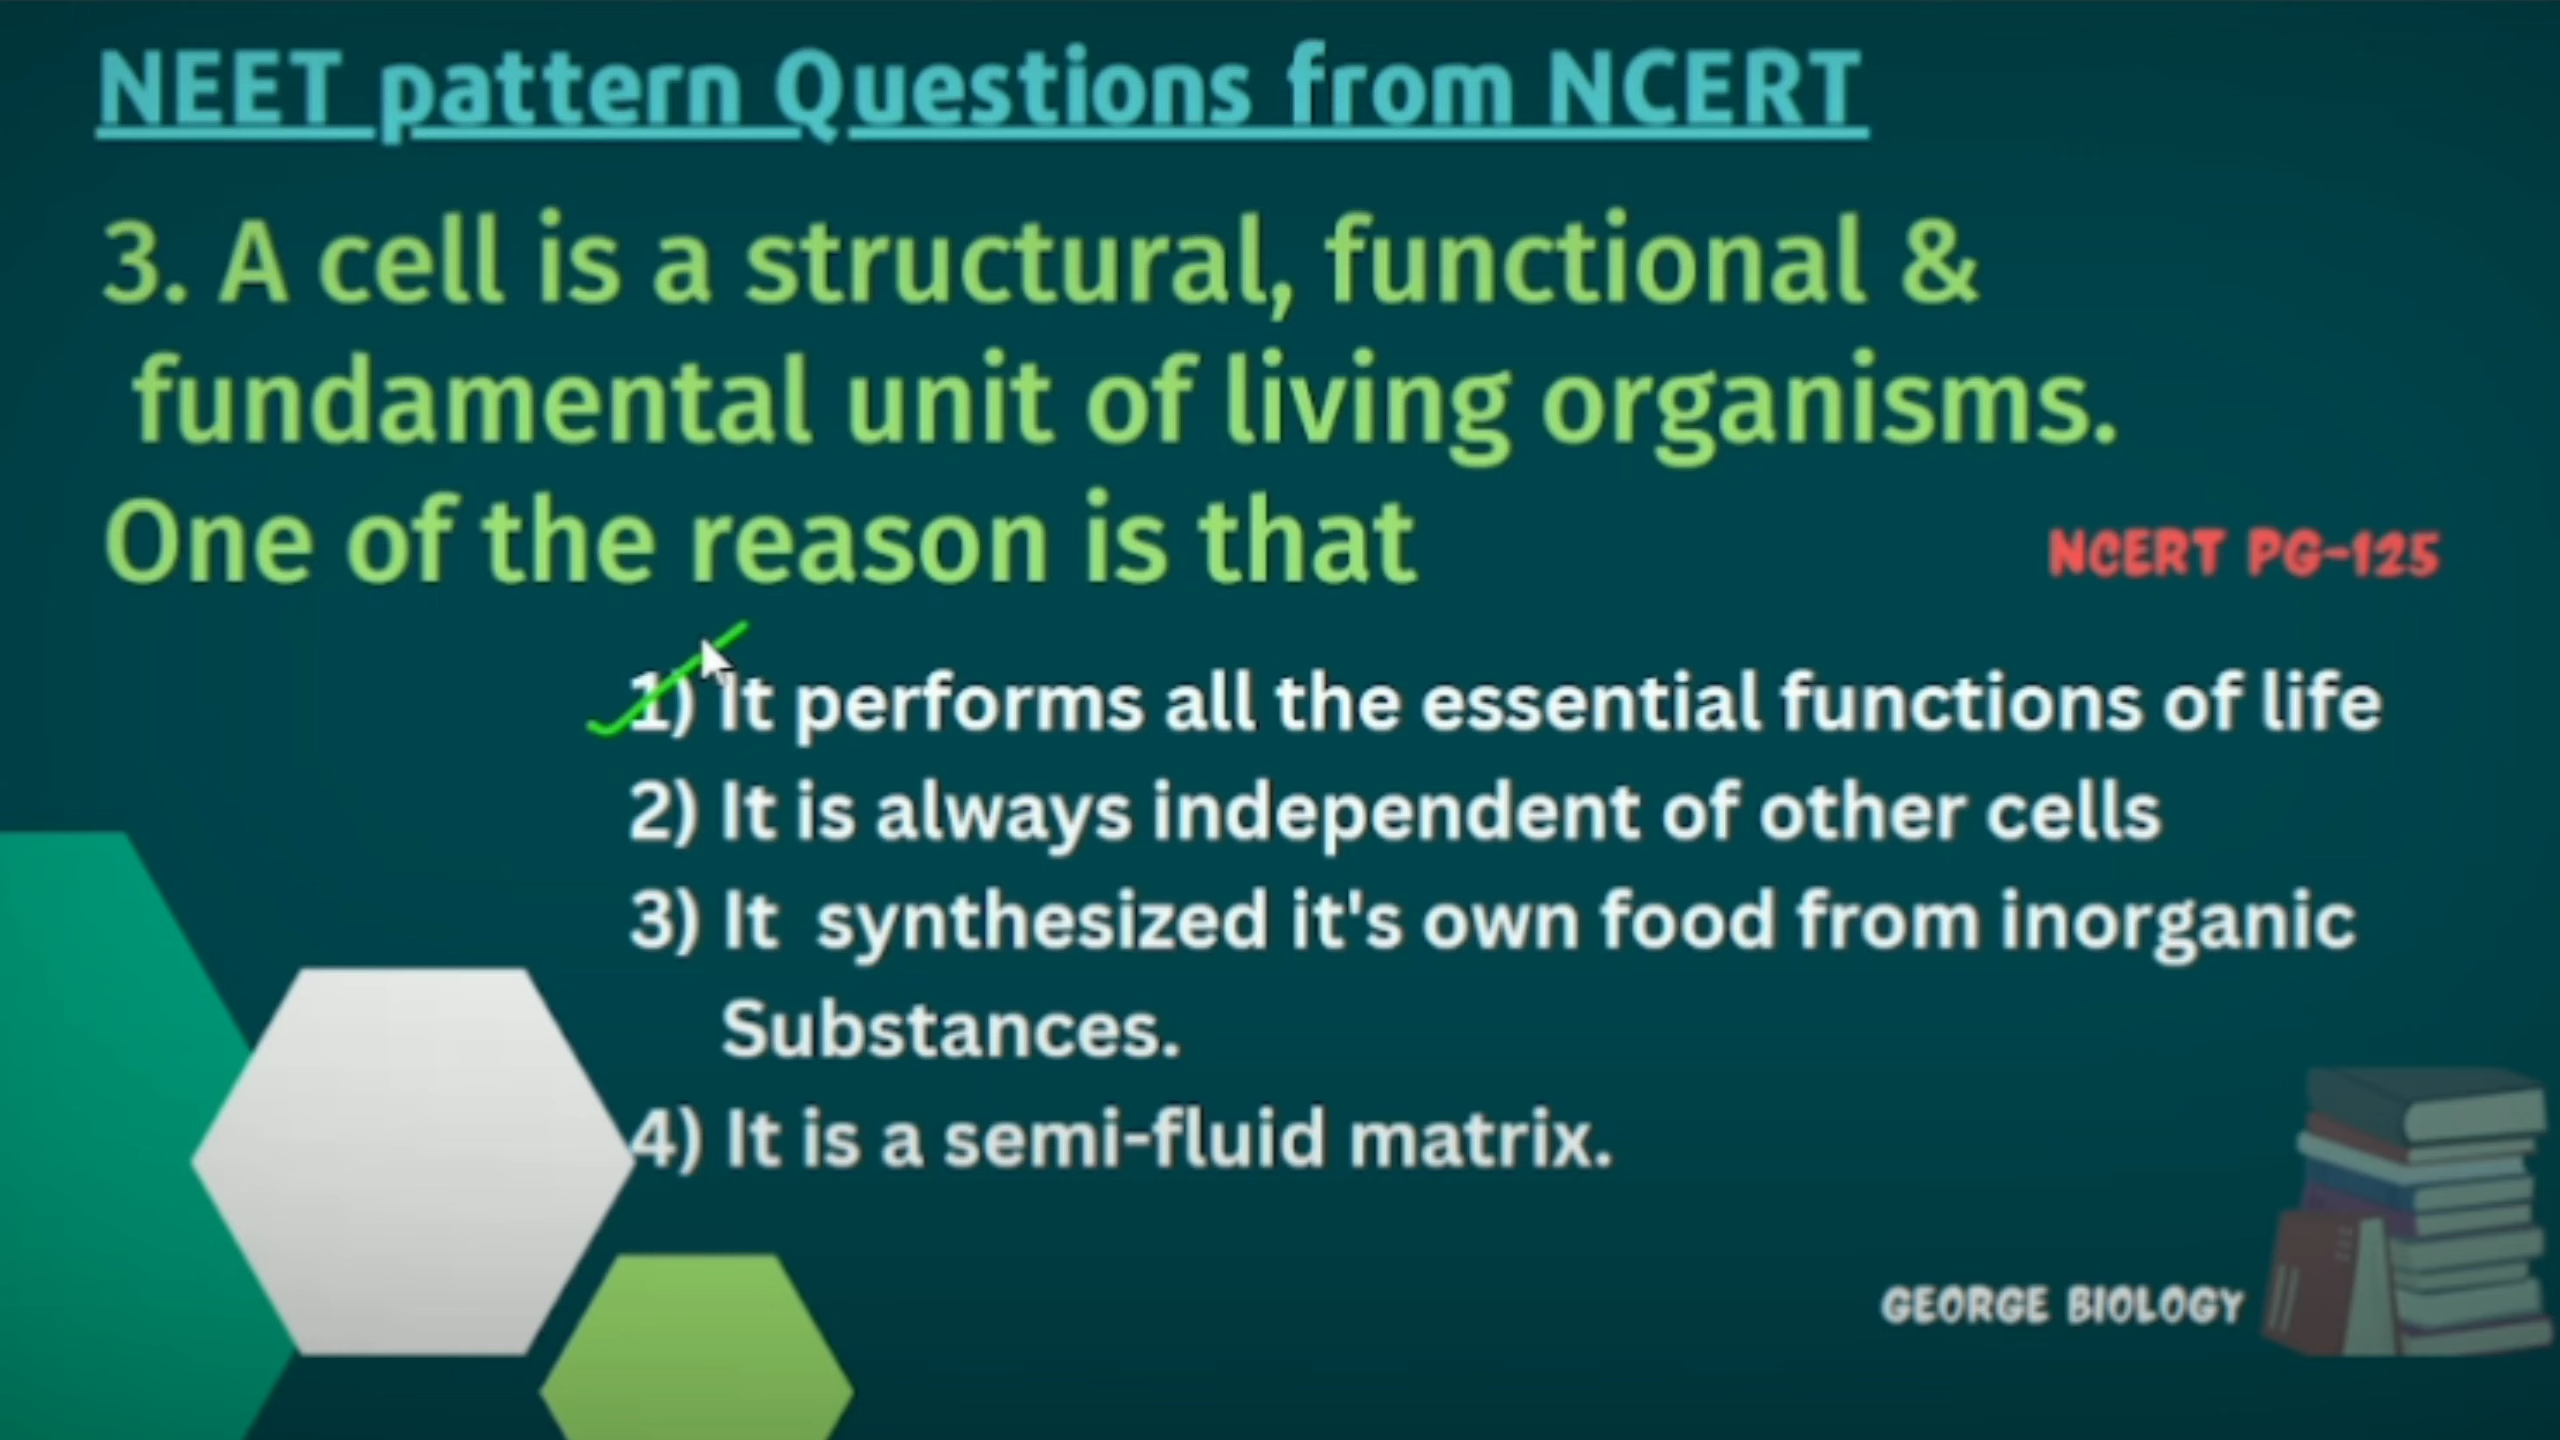 NEET pattern Questions from NCERT
3. A cell is a structural, functional &
fundamental unit of living organisms.
One of the reason is that
NCERT PG-125
1) It performs all the essential functions of life
2) It is always independent of other cells
3) It synthesized it's own food from inorganic
Substances.
4) It is a semi-fluid matrix.
GEORGE BIOLOGY